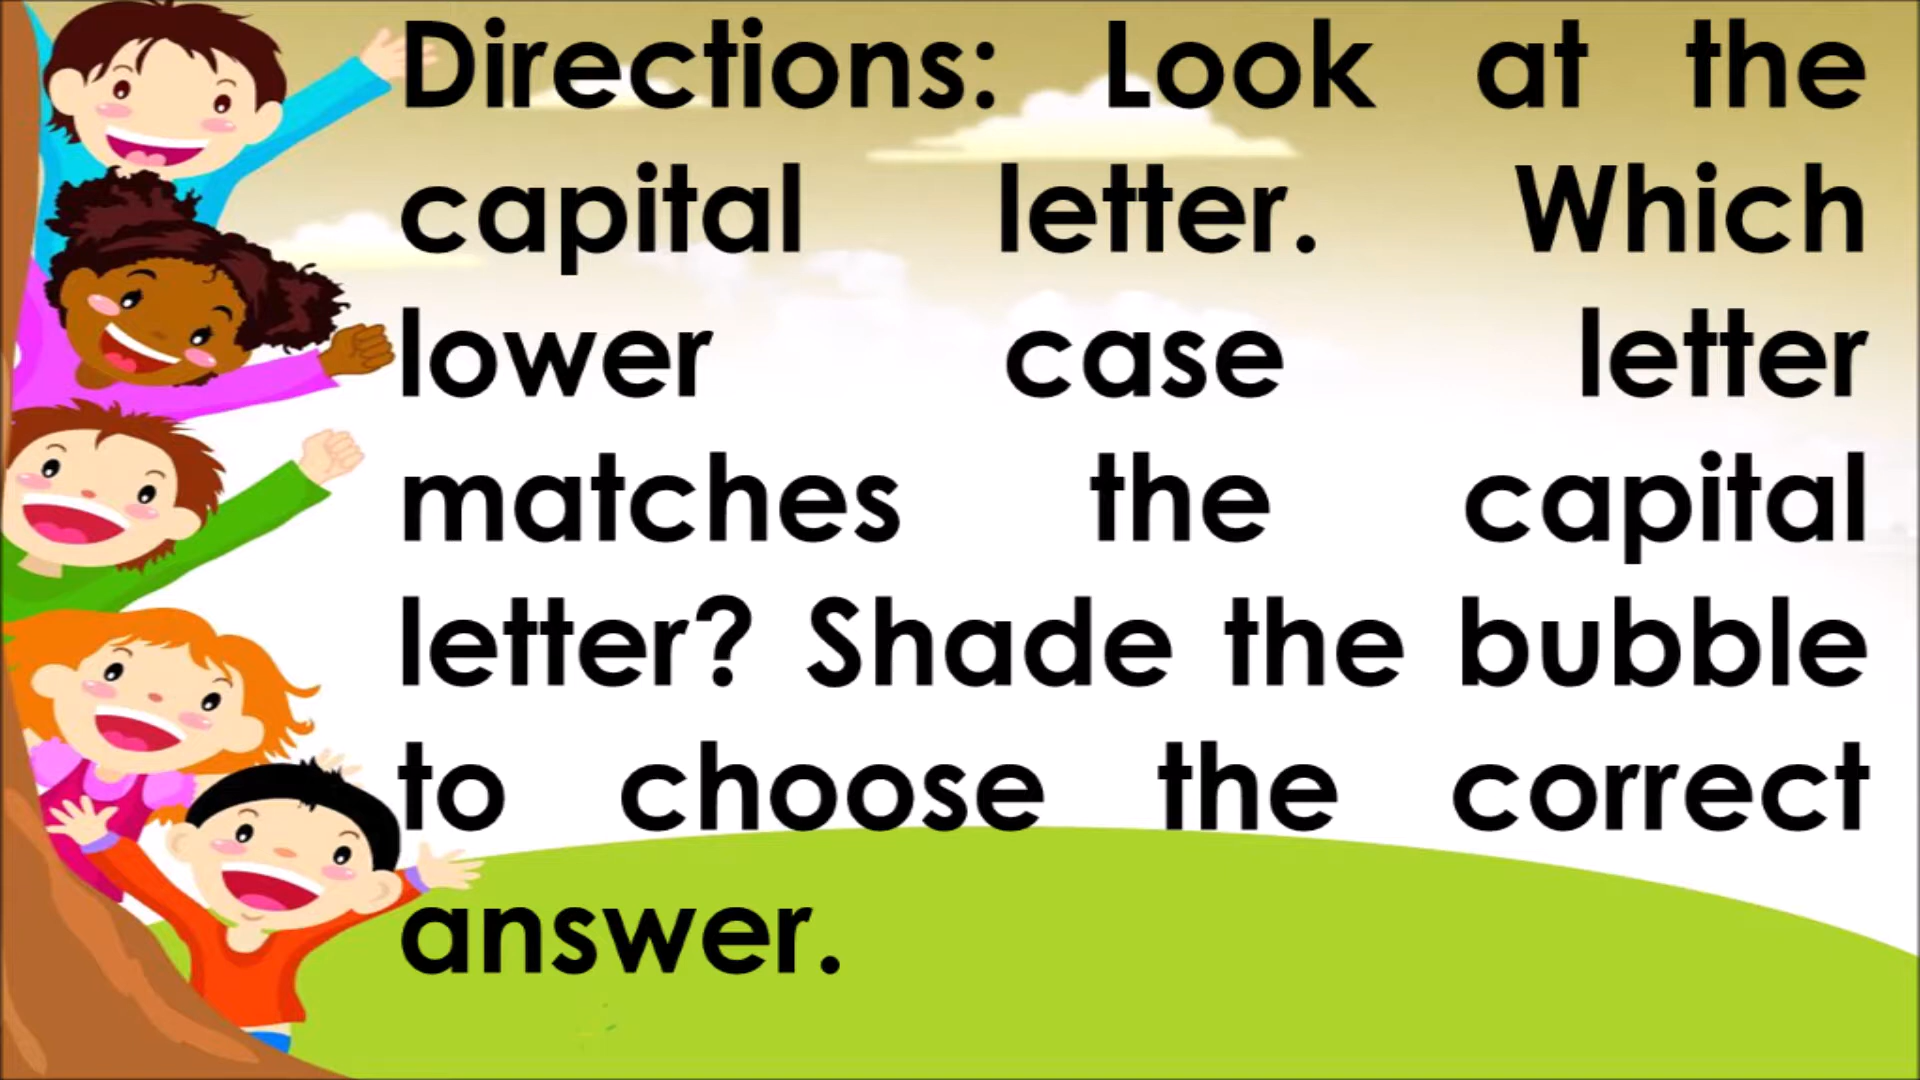 Directions: Look at the
capital letter. Which
lower case letter
matches the capital
letter? Shade the bubble
to choose the correct
answer.